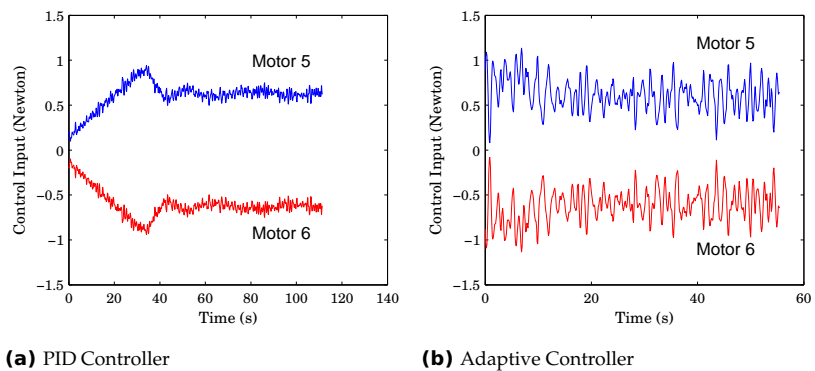 1.5
1
0.5
0
−0.5
−1
−1.5
Control Input (Newton)
Motor 5
Motor 6
0 20 40 60 80 100 120 140
Time (s)
(a) PID Controller
1.5
1
0.5
0
−0.5
−1
−1.5
Control Input (Newton)
Motor 5
Motor 6
0 20 40 60
Time (s)
(b) Adaptive Controller